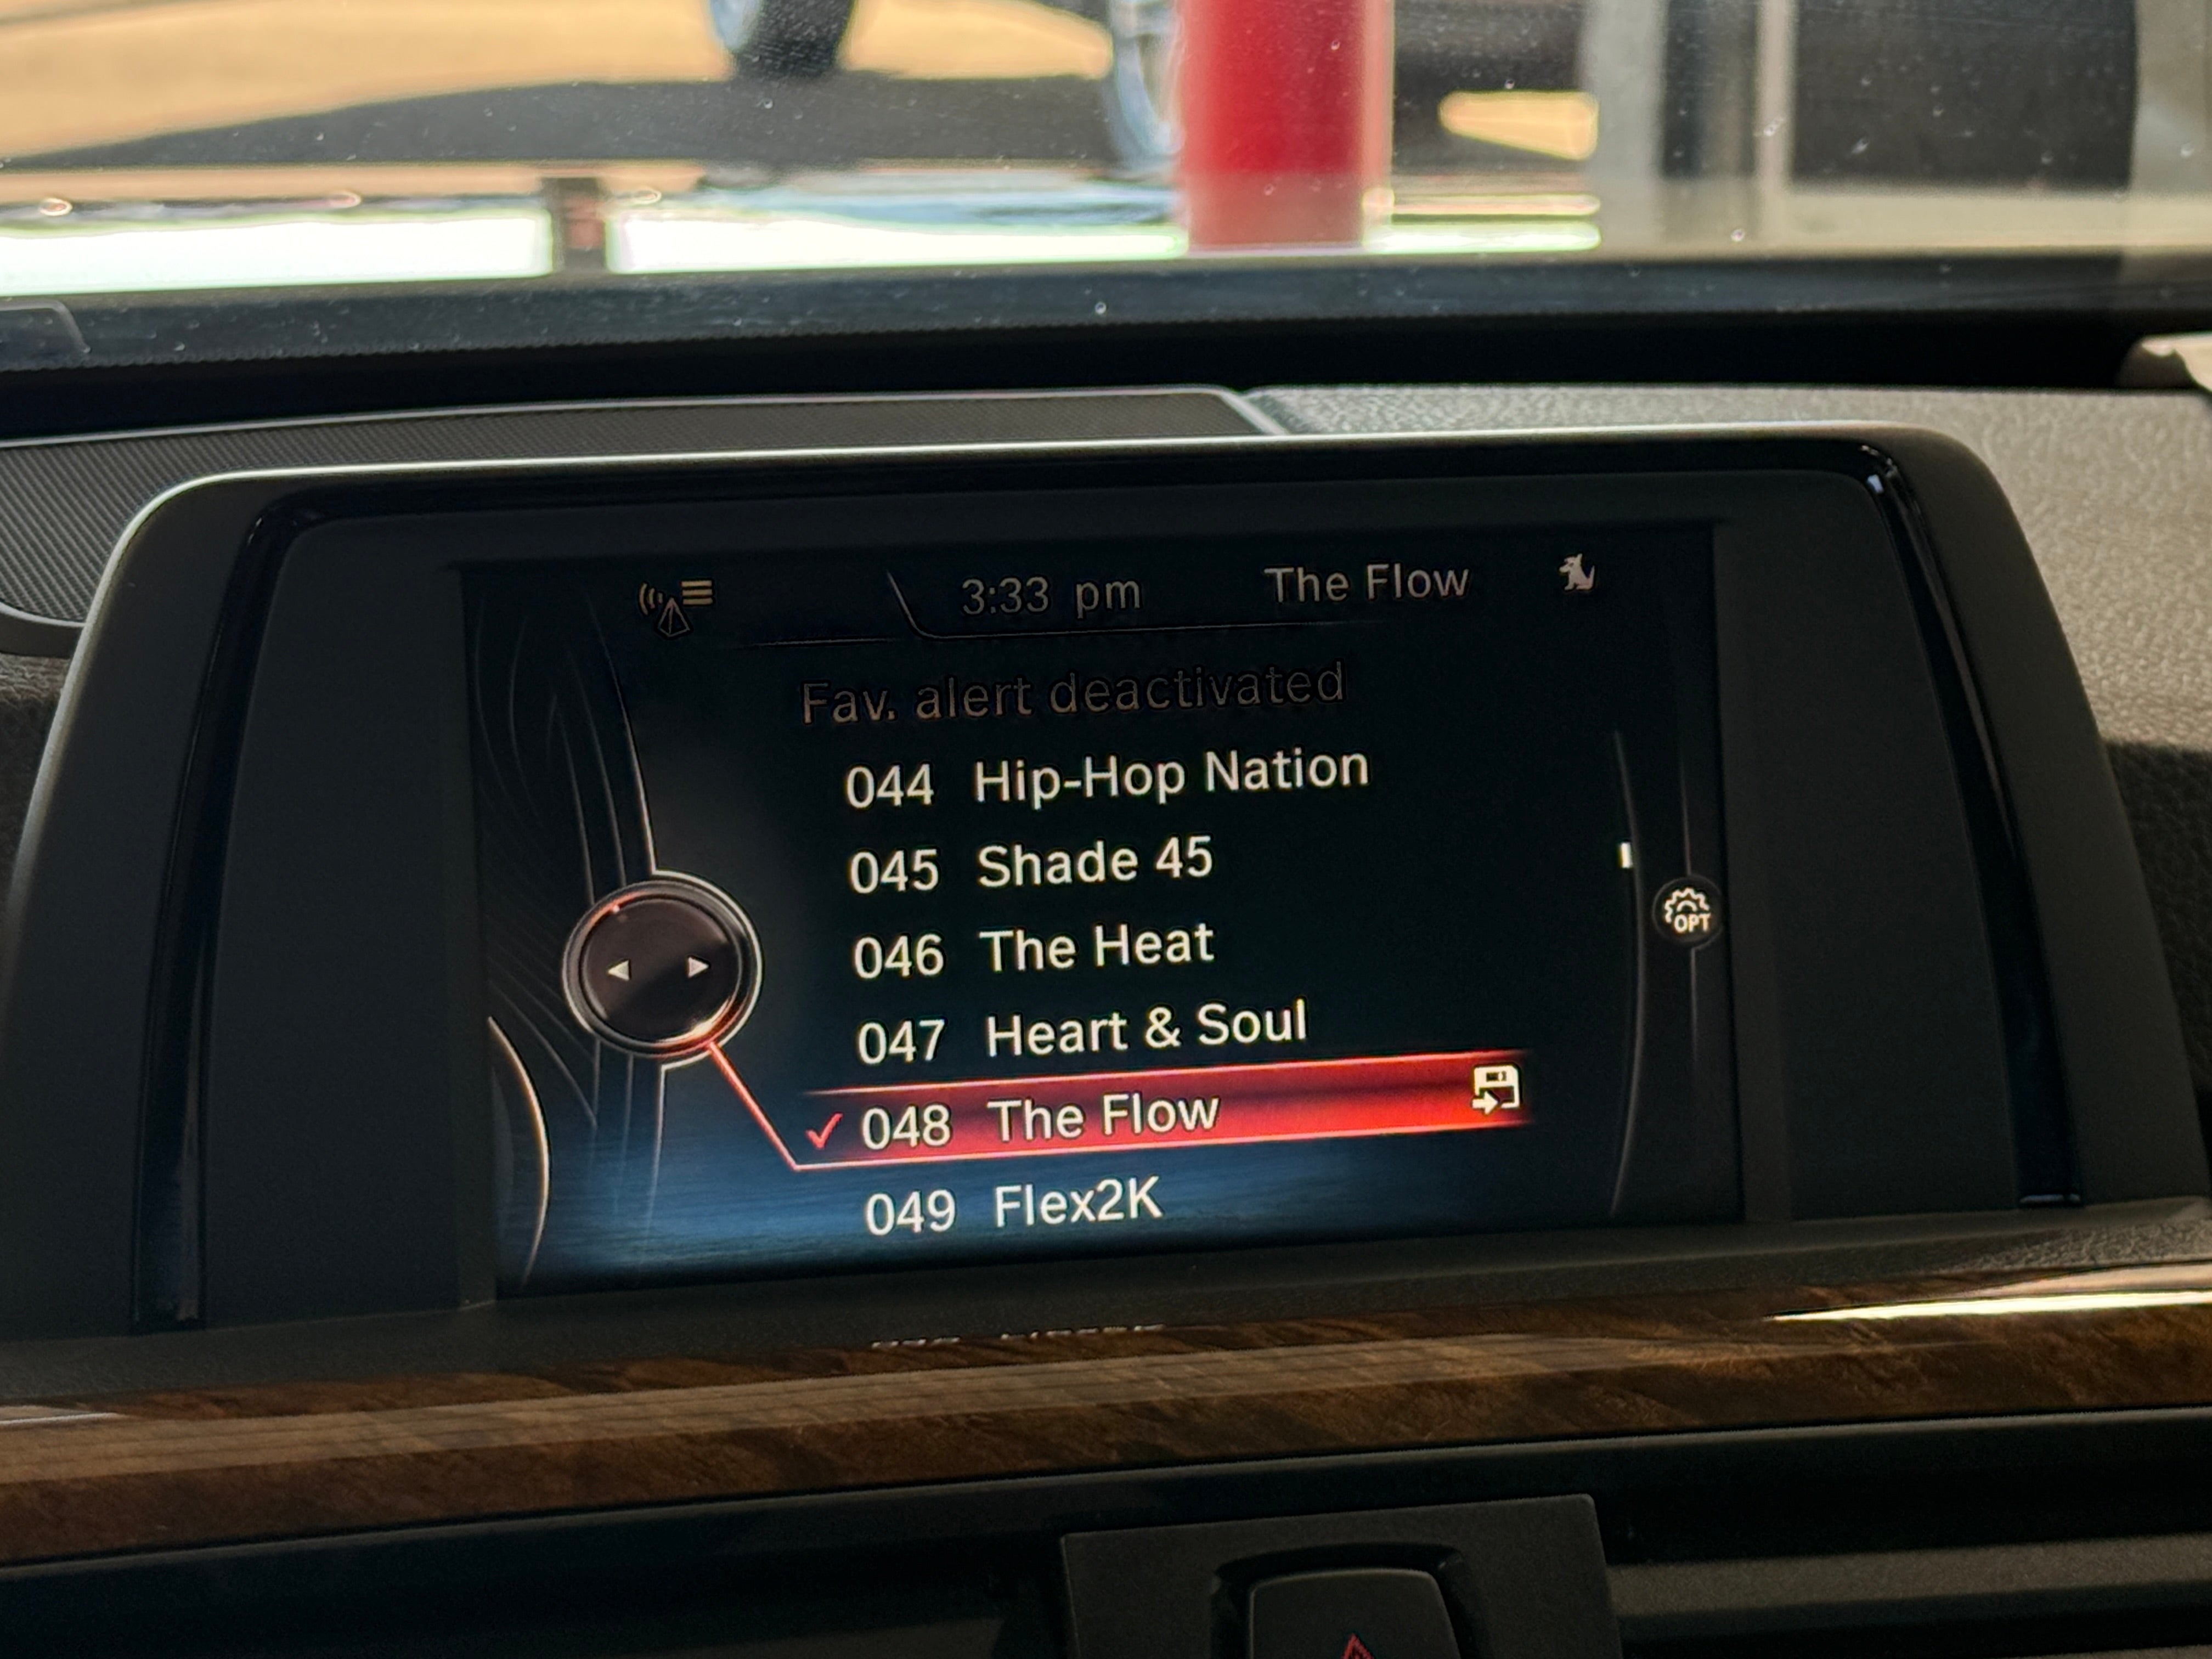 3:33 pm The Flow
Fav. alert deactivated
044 Hip-Hop Nation
045 Shade 45
046 The Heat
047 Heart & Soul
048 The Flow
OPT
049 Flex2K